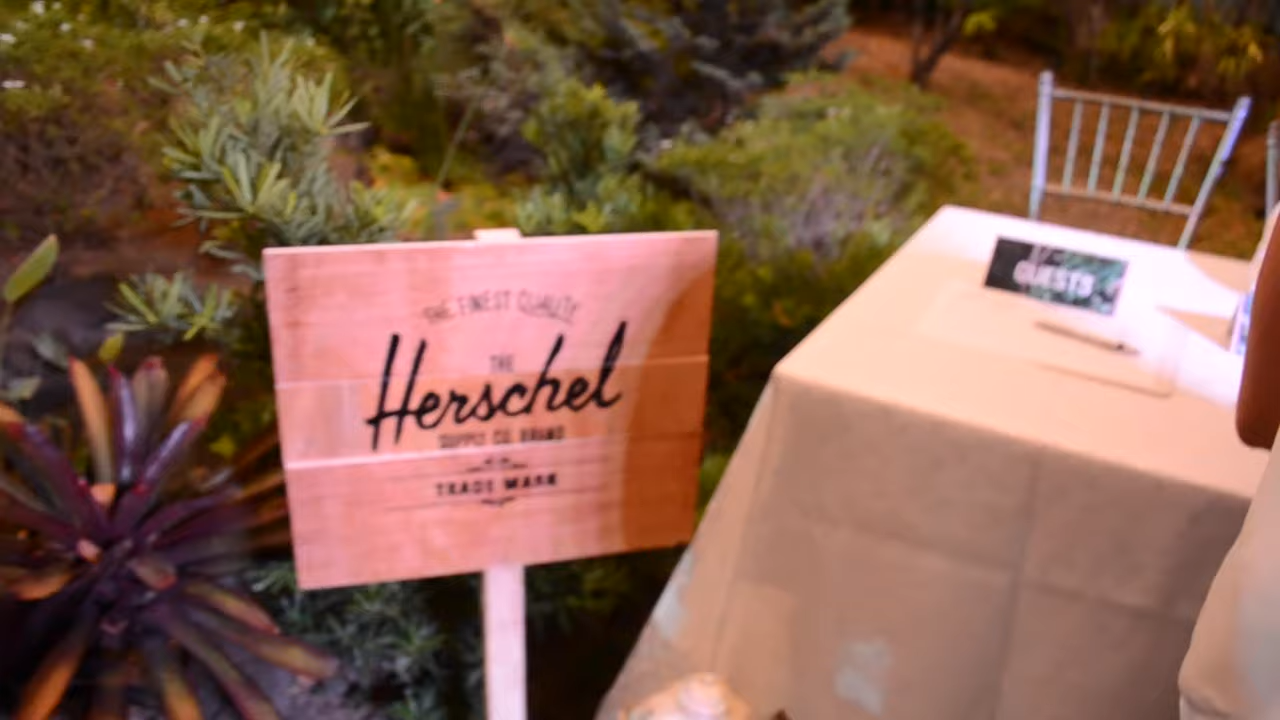 THE FINEST QUALITY
THE
Herschel
SUPPLY CO. BRAND
TRADE MARK
GUESTS